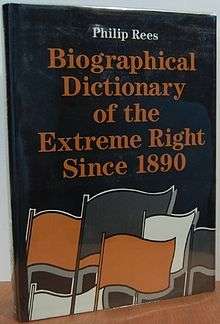 Philip Rees
Biographical
Dictionary
of the
Extreme Right
Since 1890